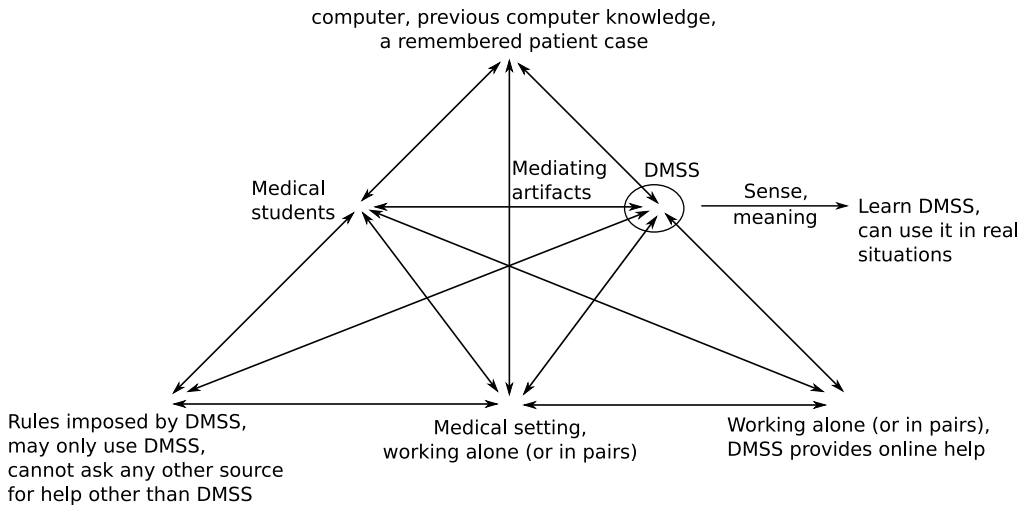 computer, previous computer knowledge,
a remembered patient case
Mediating
artifacts
DMSS
Medical
students
Sense,
meaning
Learn DMSS,
can use it in real
situations
Rules imposed by DMSS,
may only use DMSS,
cannot ask any other source
for help other than DMSS
Medical setting,
working alone (or in pairs)
Working alone (or in pairs),
DMSS provides online help